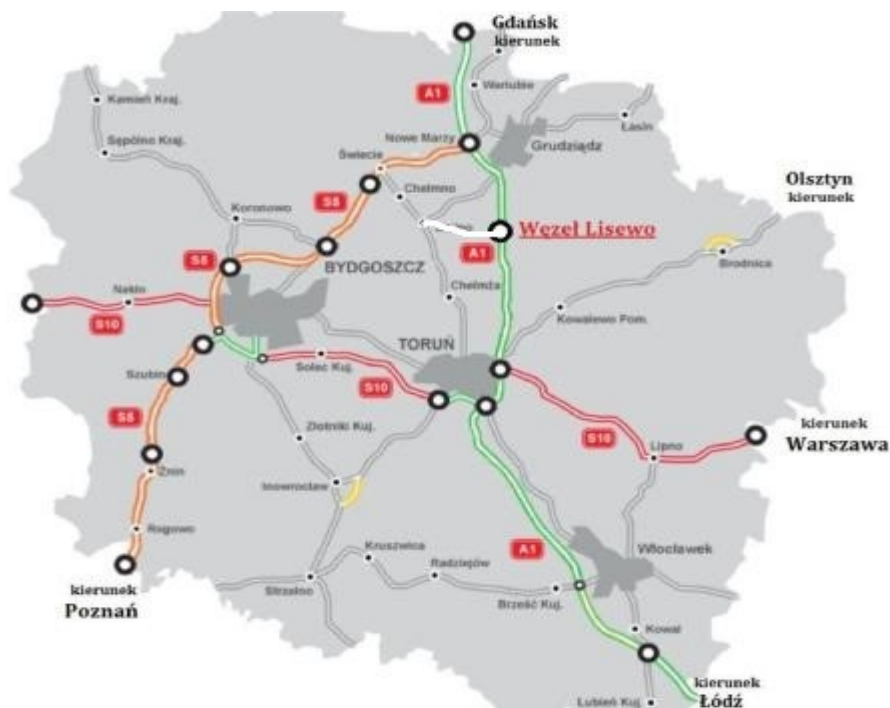 Gdańsk
kierunek
A1
Warlubie
Kamień Kraj.
Łasin
Nowe Marzy
Sępólno Kraj.
Grudziądz
Świecie
Chełmno
Olsztyn
kierunek
S5
Koronowo
Węzeł Lisewo
A1
S5
BYDGOSZCZ
Brodnica
Nakło
Chełmża
S10
Kowalewo Pom.
TORUŃ
Solec Kuj.
Szubin
S10
S5
Złotniki Kuj.
S10
kierunek
Warszawa
Lipno
Żnin
Inowrocław
Rogowo
A1
Kruszwica
Włocławek
Radziejów
kierunek
Poznań
Strzelno
Brześć Kuj.
Kowal
kierunek
Łódź
Lubień Kuj.